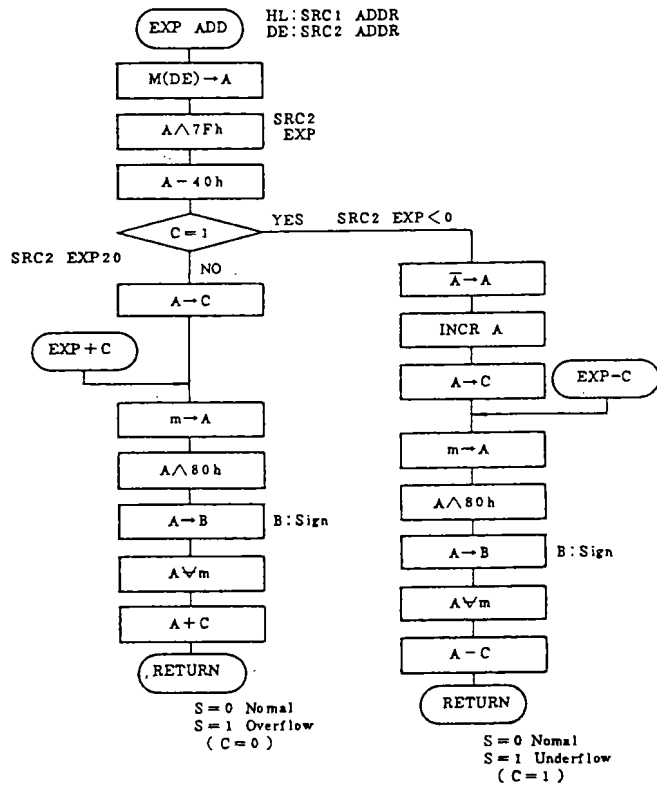 EXP ADD
HL:SRC1 ADDR
DE:SRC2 ADDR
M(DE)→A
A∧7Fh
SRC2
EXP
A-40h
C=1
YES SRC2 EXP<0
SRC2 EXP20
NO
A→C
EXP+C
m→A
A∧80h
A→B
B:Sign
A⩝m
A+C
RETURN
S=0 Nomal
S=1 Overflow
(C=0)
A̅→A
INCR A
A→C
EXP-C
m→A
A∧80h
A→B
B:Sign
A⩝m
A-C
RETURN
S=0 Nomal
S=1 Underflow
(C=1)